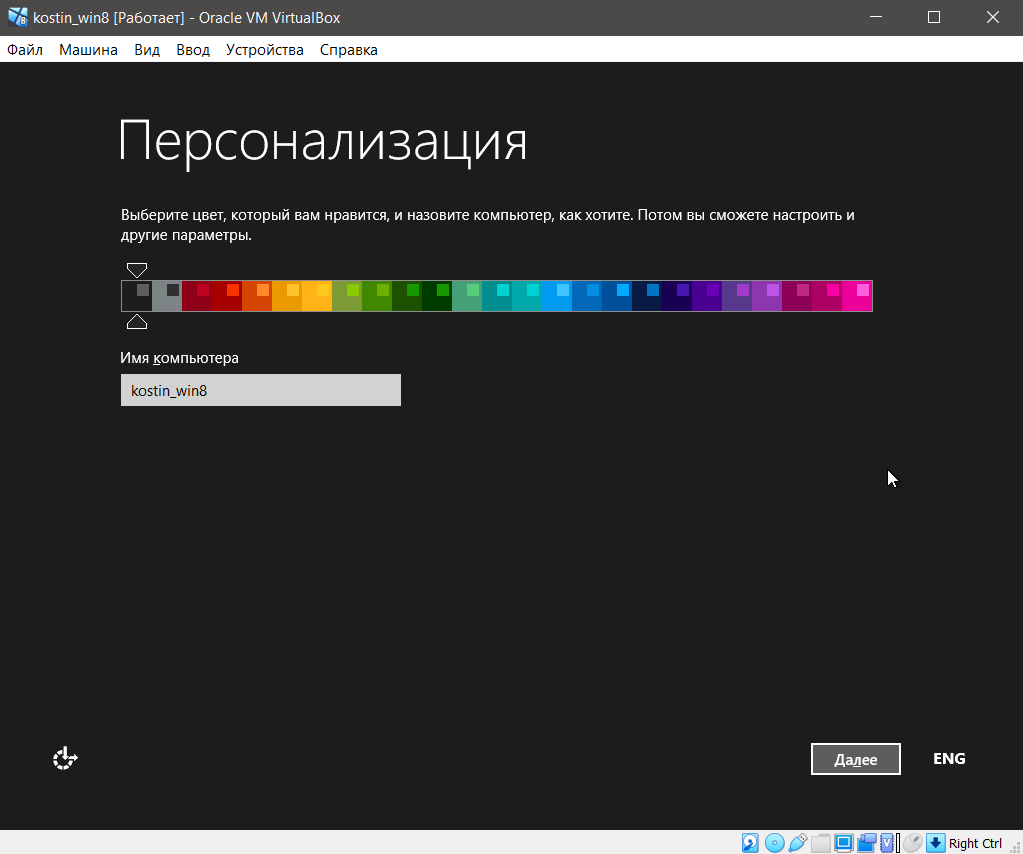 kostin_win8 [Работает] - Oracle VM VirtualBox
Файл Машина Вид Ввод Устройства Справка
Персонализация
Выберите цвет, который вам нравится, и назовите компьютер, как хотите. Потом вы сможете настроить и
другие параметры.
Имя компьютера
kostin_win8
Далее ENG
Right Ctrl